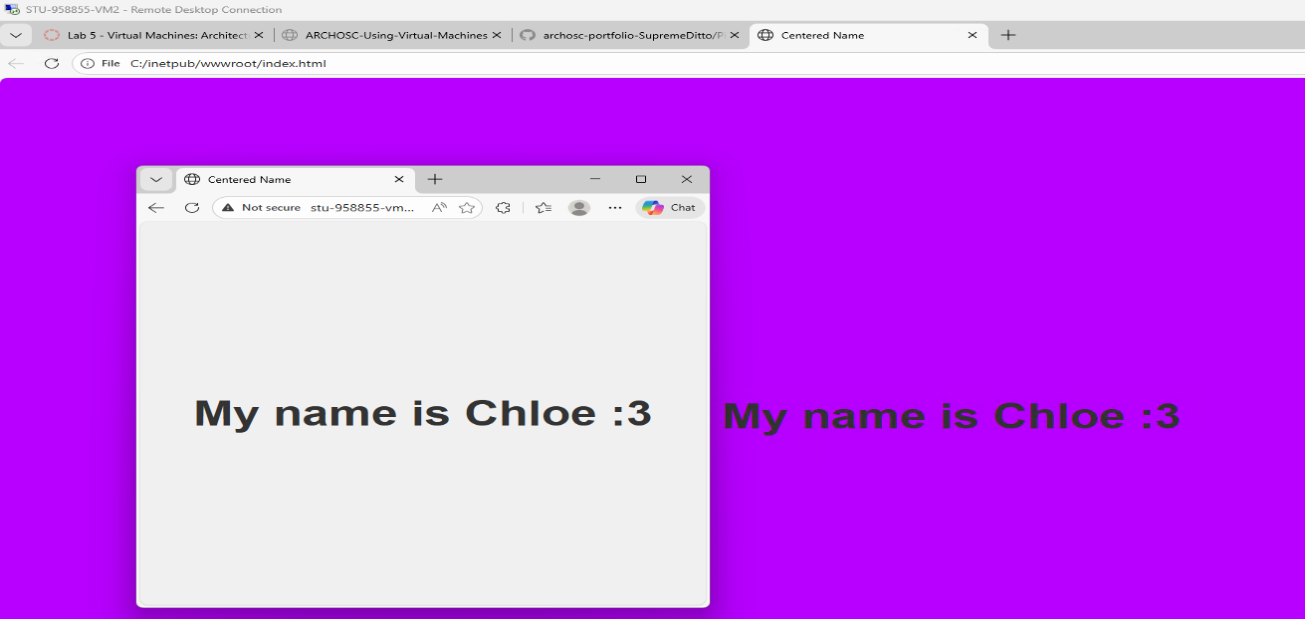 STU-958855-VM2 - Remote Desktop Connection
Lab 5 - Virtual Machines: Architect
ARCHOSC-Using-Virtual-Machines
archosc-portfolio-SupremeDitto/P
Centered Name
File C:/inetpub/wwwroot/index.html
Centered Name
Not secure stu-958855-vm...
Chat
My name is Chloe :3
My name is Chloe :3